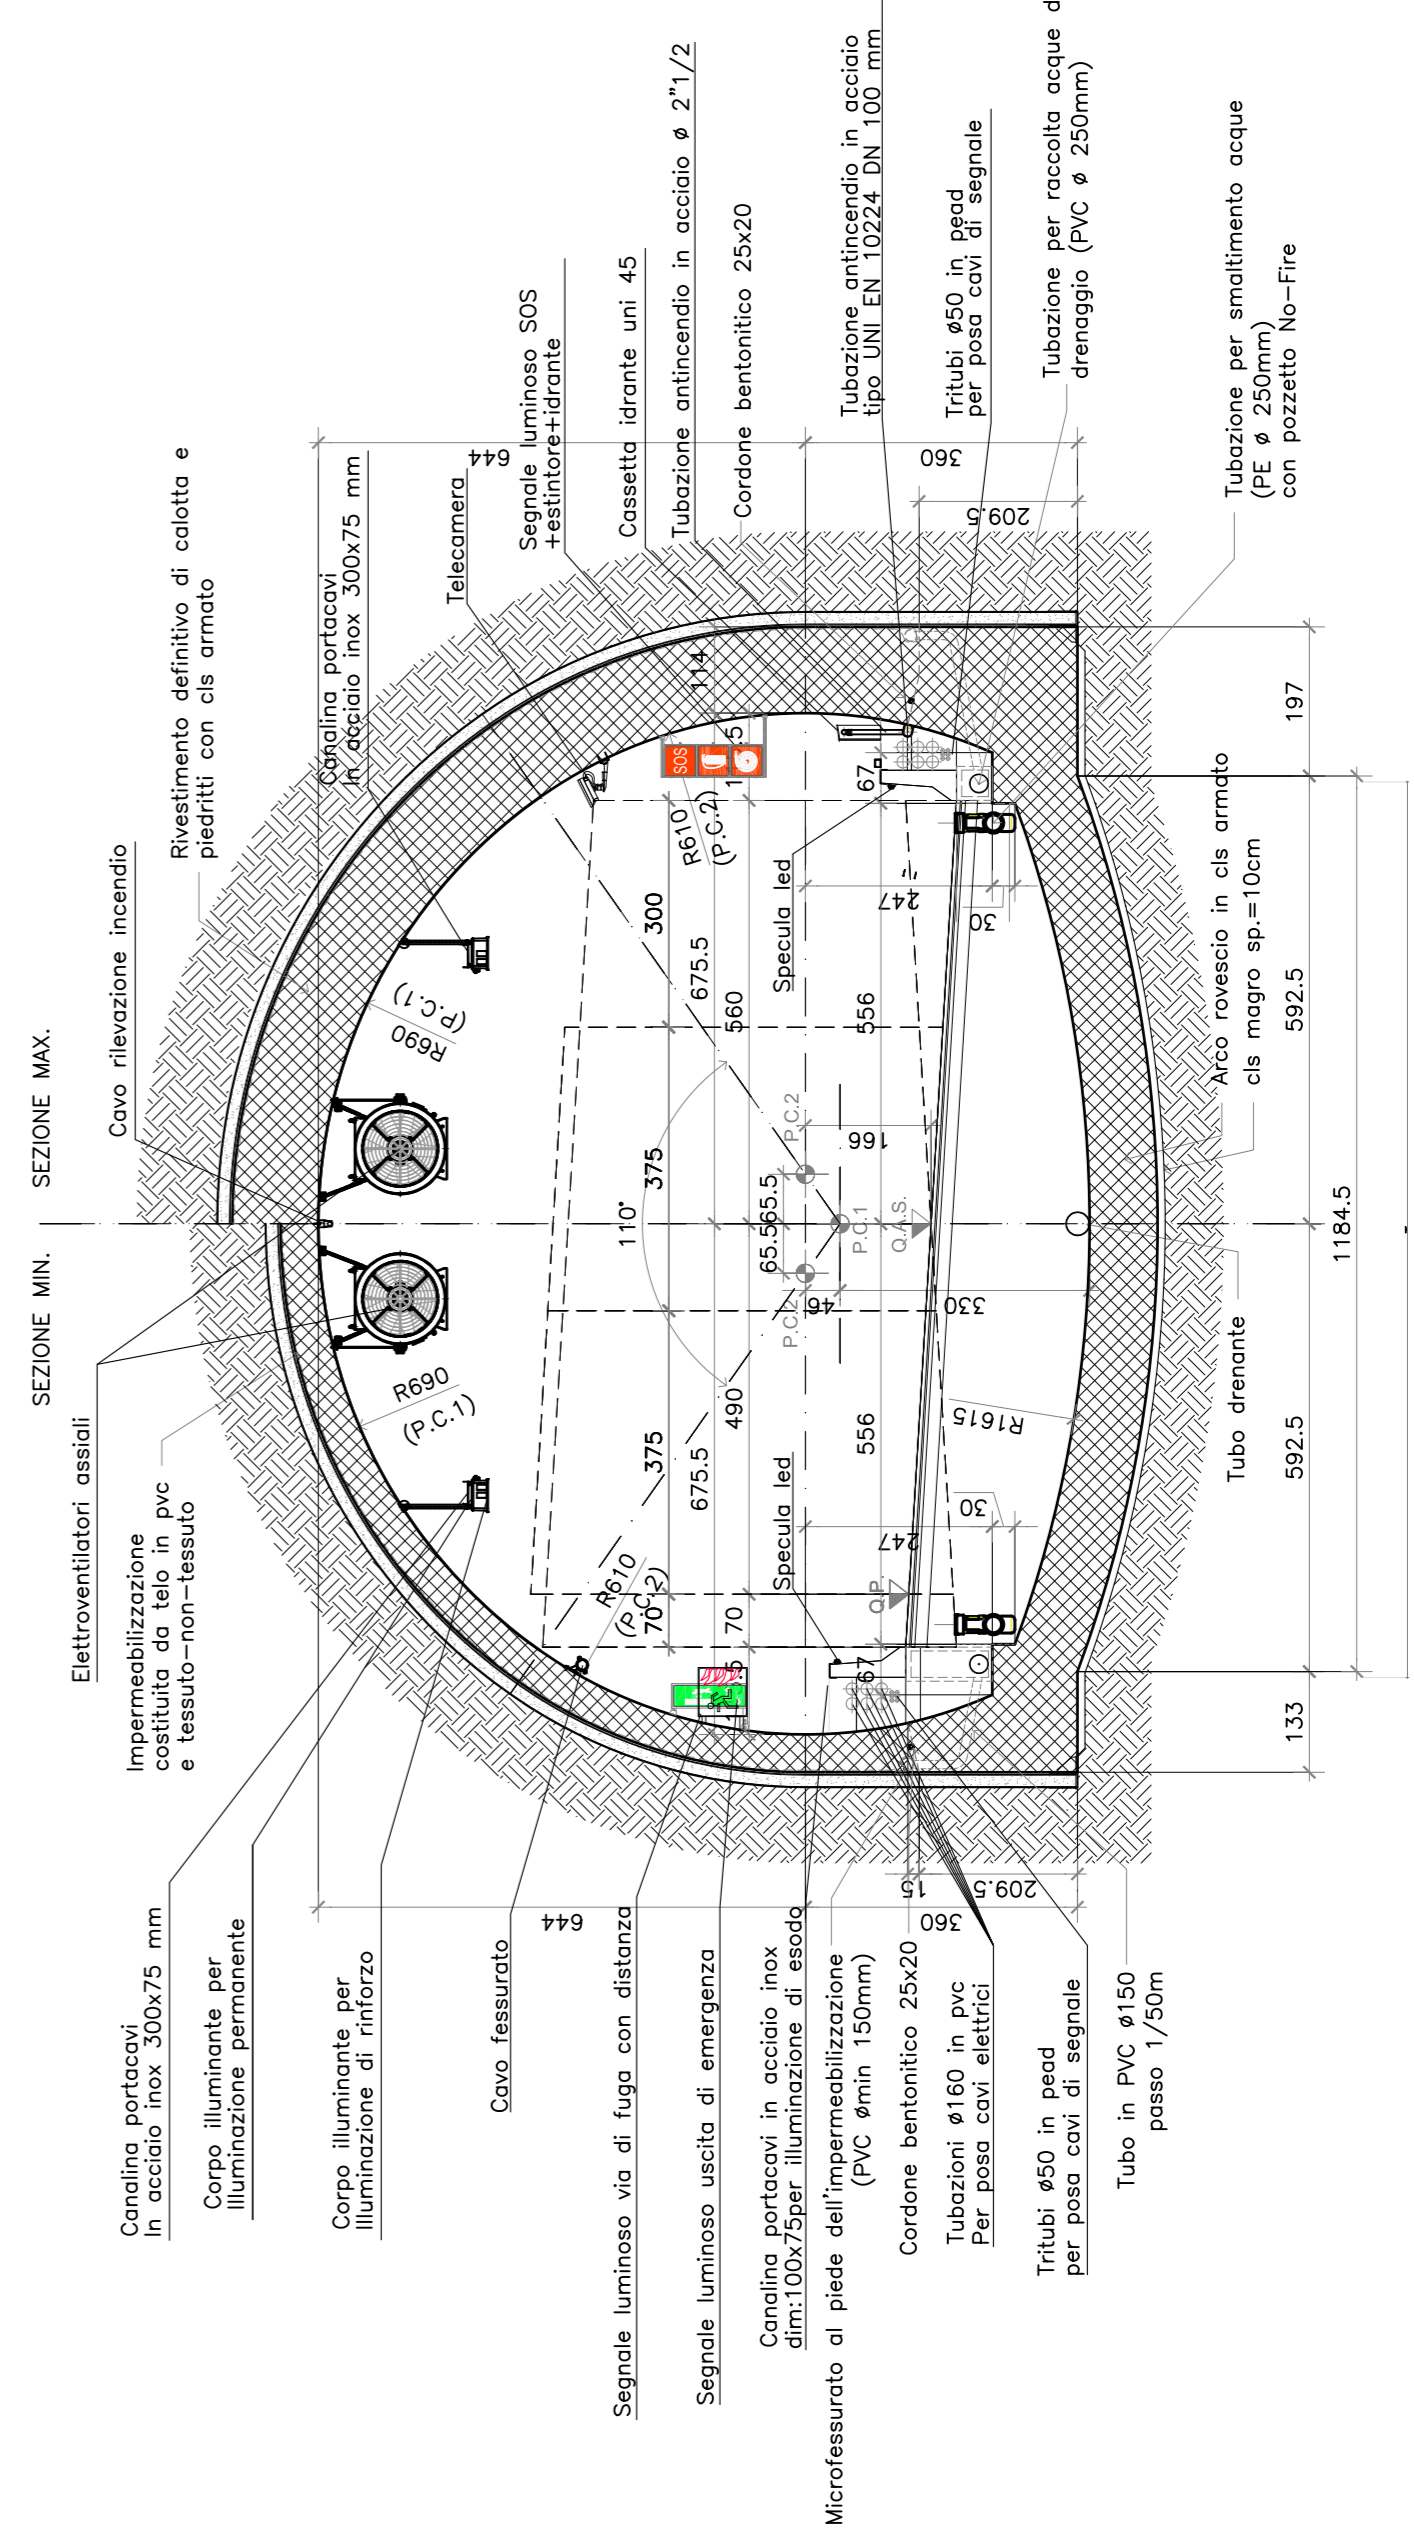 SEZIONE MIN.
SEZIONE MAX.
Elettroventilatori assiali
Cavo rilevazione incendio
Impermeabilizzazione
costituita da telo in pvc
e tessuto-non-tessuto
Rivestimento definitivo di calotta e
piedritti con cls armato
Canalina portacavi
In acciaio inox 300x75 mm
Corpo illuminante per
Illuminazione permanente
Corpo illuminante per
Illuminazione di rinforzo
Cavo fessurato
Segnale luminoso via di fuga con distanza
Segnale luminoso uscita di emergenza
Canalina portacavi in acciaio inox
dim:100x75per illuminazione di esodo
Microfessurato al piede dell'impermeabilizzazione
(PVC ømin 150mm)
Cordone bentonitico 25x20
Tubazioni ø160 in pvc
Per posa cavi elettrici
Tritubi ø50 in pead
per posa cavi di segnale
Tubo in PVC ø150
passo 1/50m
Canalina portacavi
In acciaio inox 300x75 mm
Telecamera
Segnale luminoso SOS
+estintore+idrante
Cassetta idrante uni 45
Tubazione antincendio in acciaio ø 2"1/2
Cordone bentonitico 25x20
Tubazione antincendio in acciaio
tipo UNI EN 10224 DN 100 mm
Tritubi ø50 in pead
per posa cavi di segnale
Tubazione per raccolta acque d
drenaggio (PVC ø 250mm)
Tubazione per smaltimento acque
(PE ø 250mm)
con pozzetto No-Fire
Arco rovescio in cls armato
cls magro sp.=10cm
Tubo drenante
Specula led
Specula led
SOS
R690
(P.C.1)
R690
(P.C.1)
R610
(P.C.2)
R610
(P.C.2)
R1615
110°
P.C.2
P.C.1
P.C.2
Q.A.S.
Q.P.
70
375
375
300
675.5
675.5
114
70
490
560
65.5
65.5
67
556
556
67
46
166
330
247
30
247
30
644
360
15
209.5
644
360
209.5
133
592.5
592.5
197
1184.5